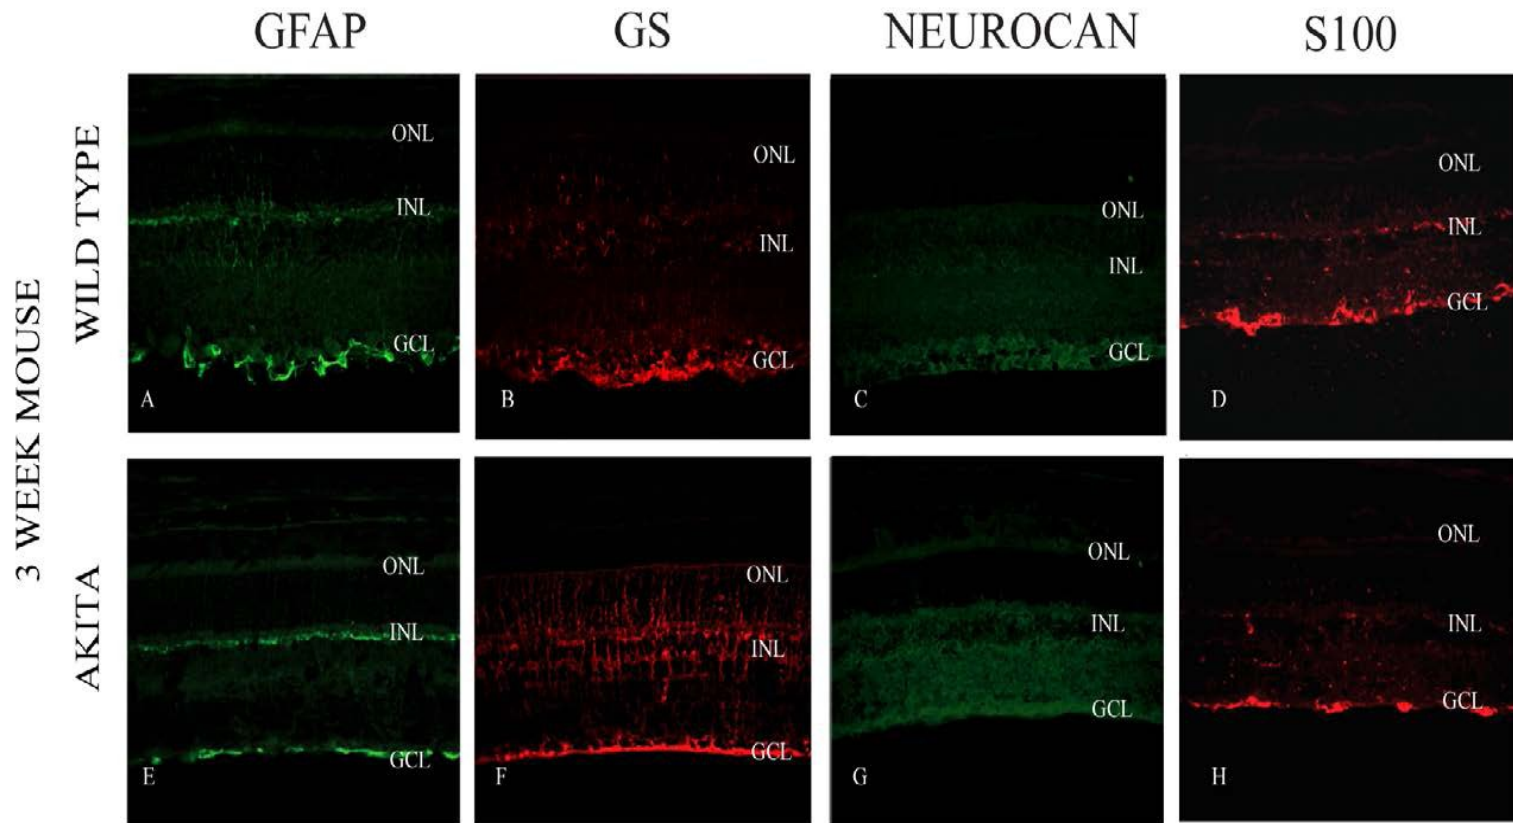 GFAP
GS
NEUROCAN
S100
3 WEEK MOUSE
WILD TYPE
ONL
INL
GCL
A
ONL
INL
GCL
B
ONL
INL
GCL
C
ONL
INL
GCL
D
AKITA
ONL
INL
GCL
E
ONL
INL
GCL
F
ONL
INL
GCL
G
ONL
INL
GCL
H